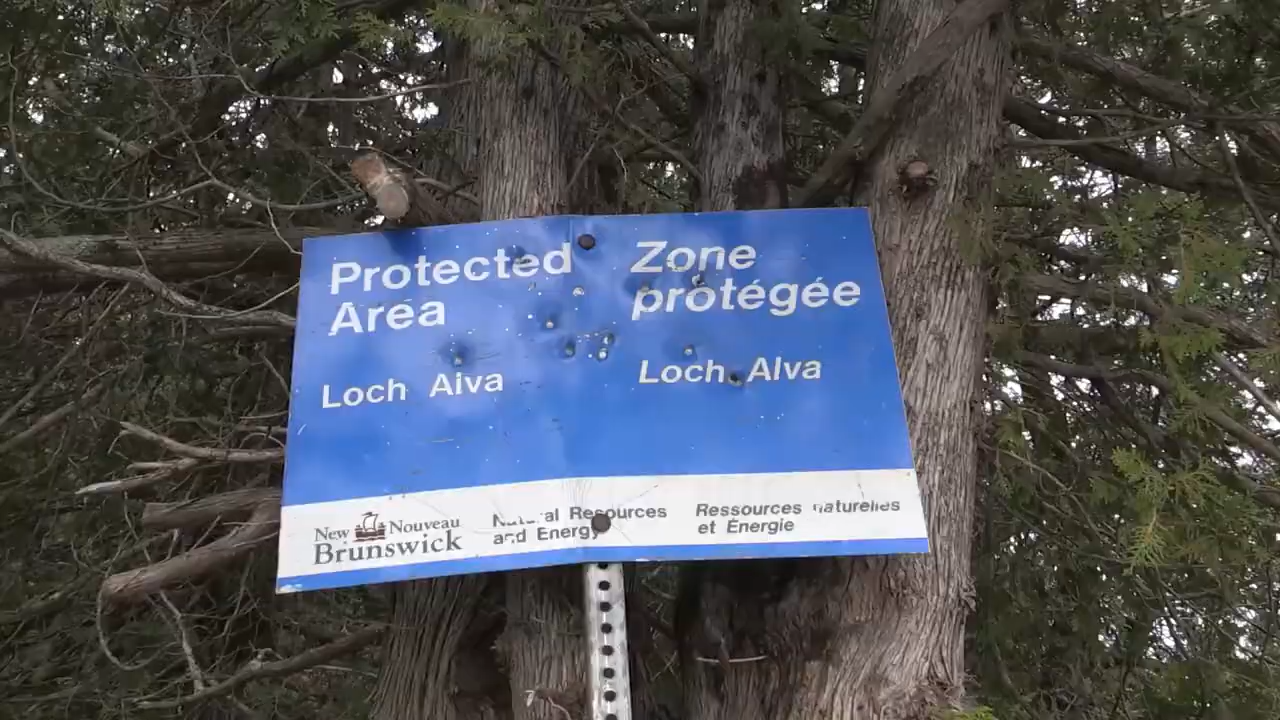 Protected
Area
Loch Alva
Zone
protégée
Loch Alva
New Nouveau
Brunswick
Natural Resources
and Energy
Ressources naturelles
et Énergie